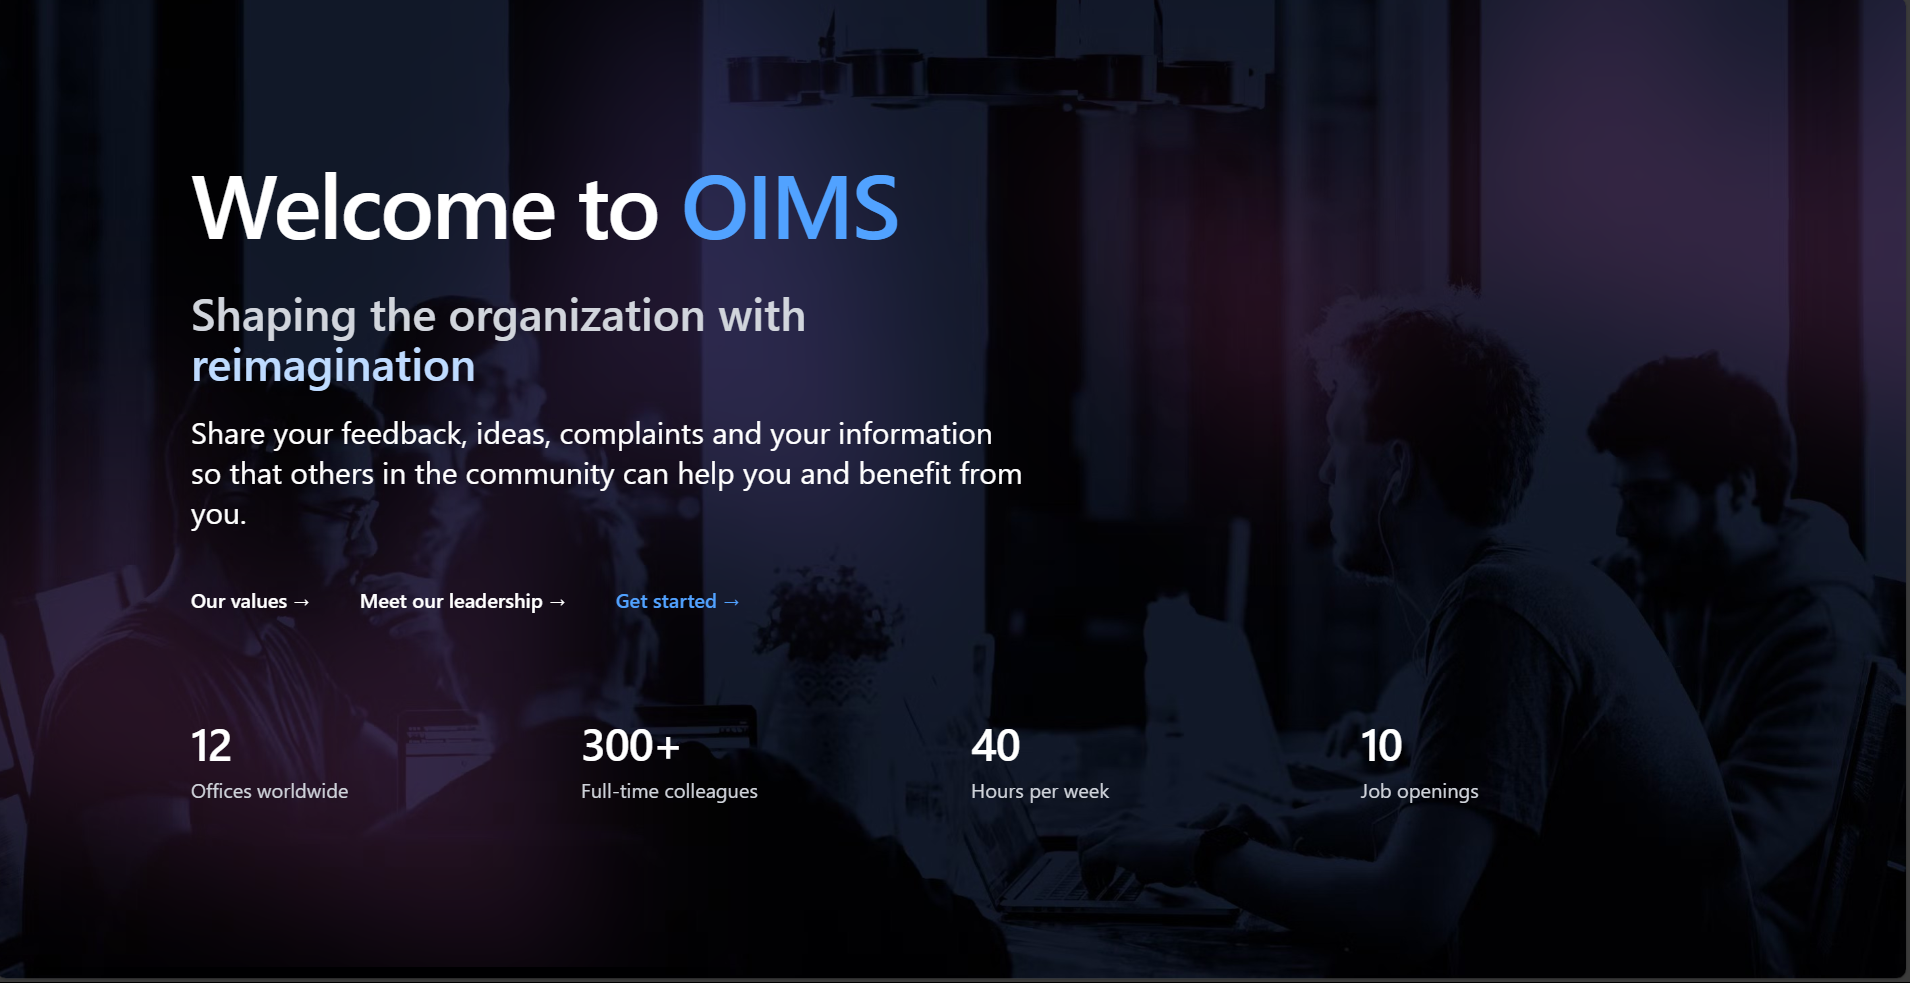 Welcome to OIMS
Shaping the organization with
reimagination
Share your feedback, ideas, complaints and your information
so that others in the community can help you and benefit from
you.
Our values → Meet our leadership → Get started →
12 300+ 40 10
Offices worldwide Full-time colleagues Hours per week Job openings